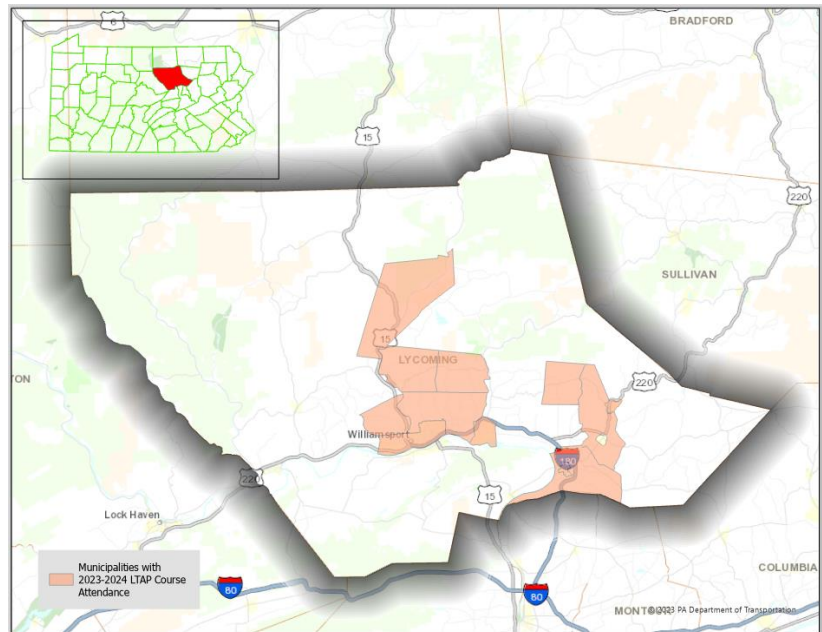 6
BRADFORD
15
220
SULLIVAN
15
LYCOMING
220
Williamsport
180
220
15
Lock Haven
Municipalities with
2023-2024 LTAP Course
Attendance
80
80
COLUMBIA
© 2023 PA Department of Transportation